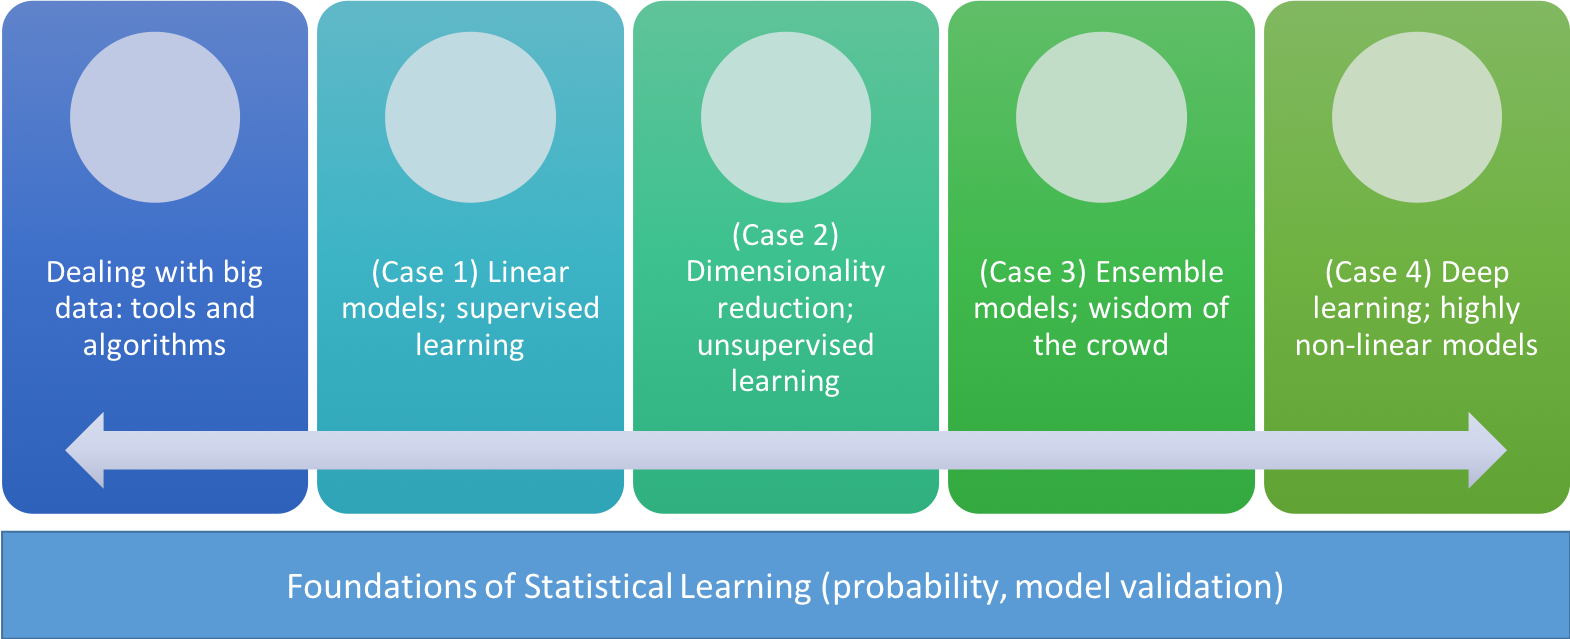 Dealing with big
data: tools and
algorithms
(Case 1) Linear
models; supervised
learning
(Case 2)
Dimensionality
reduction;
unsupervised
learning
(Case 3) Ensemble
models; wisdom of
the crowd
(Case 4) Deep
learning; highly
non-linear models
Foundations of Statistical Learning (probability, model validation)